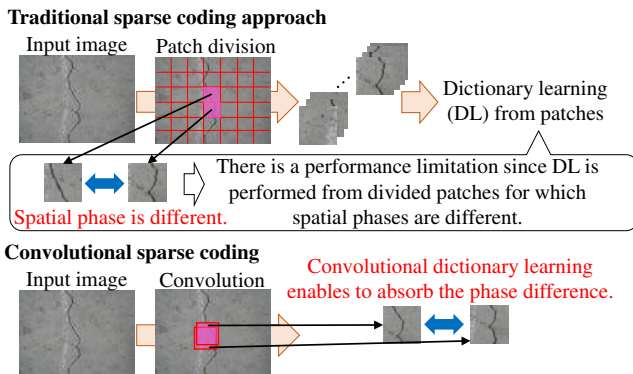 Traditional sparse coding approach
Input image
Patch division
Dictionary learning
(DL) from patches
There is a performance limitation since DL is
performed from divided patches for which
spatial phases are different.
Spatial phase is different.
Convolutional sparse coding
Input image
Convolution
Convolutional dictionary learning
enables to absorb the phase difference.